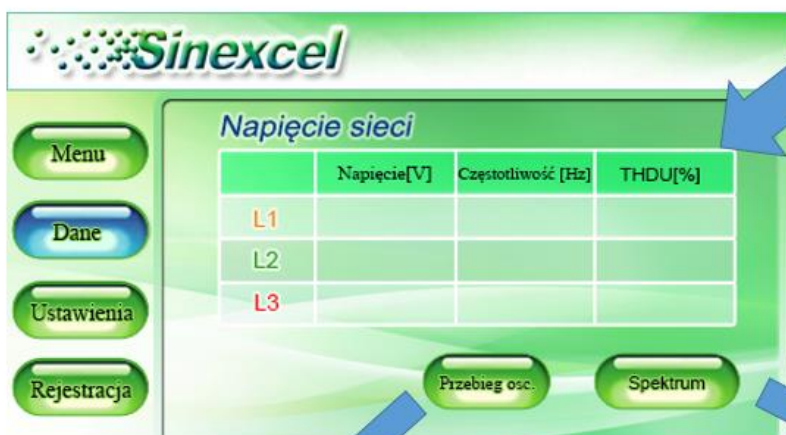 Sinexcel
Napięcie sieci
Menu
Napięcie[V] Częstotliwość [Hz] THDU[%]
Dane
L1
L2
L3
Ustawienia
Przebieg osc. Spektrum
Rejestracja